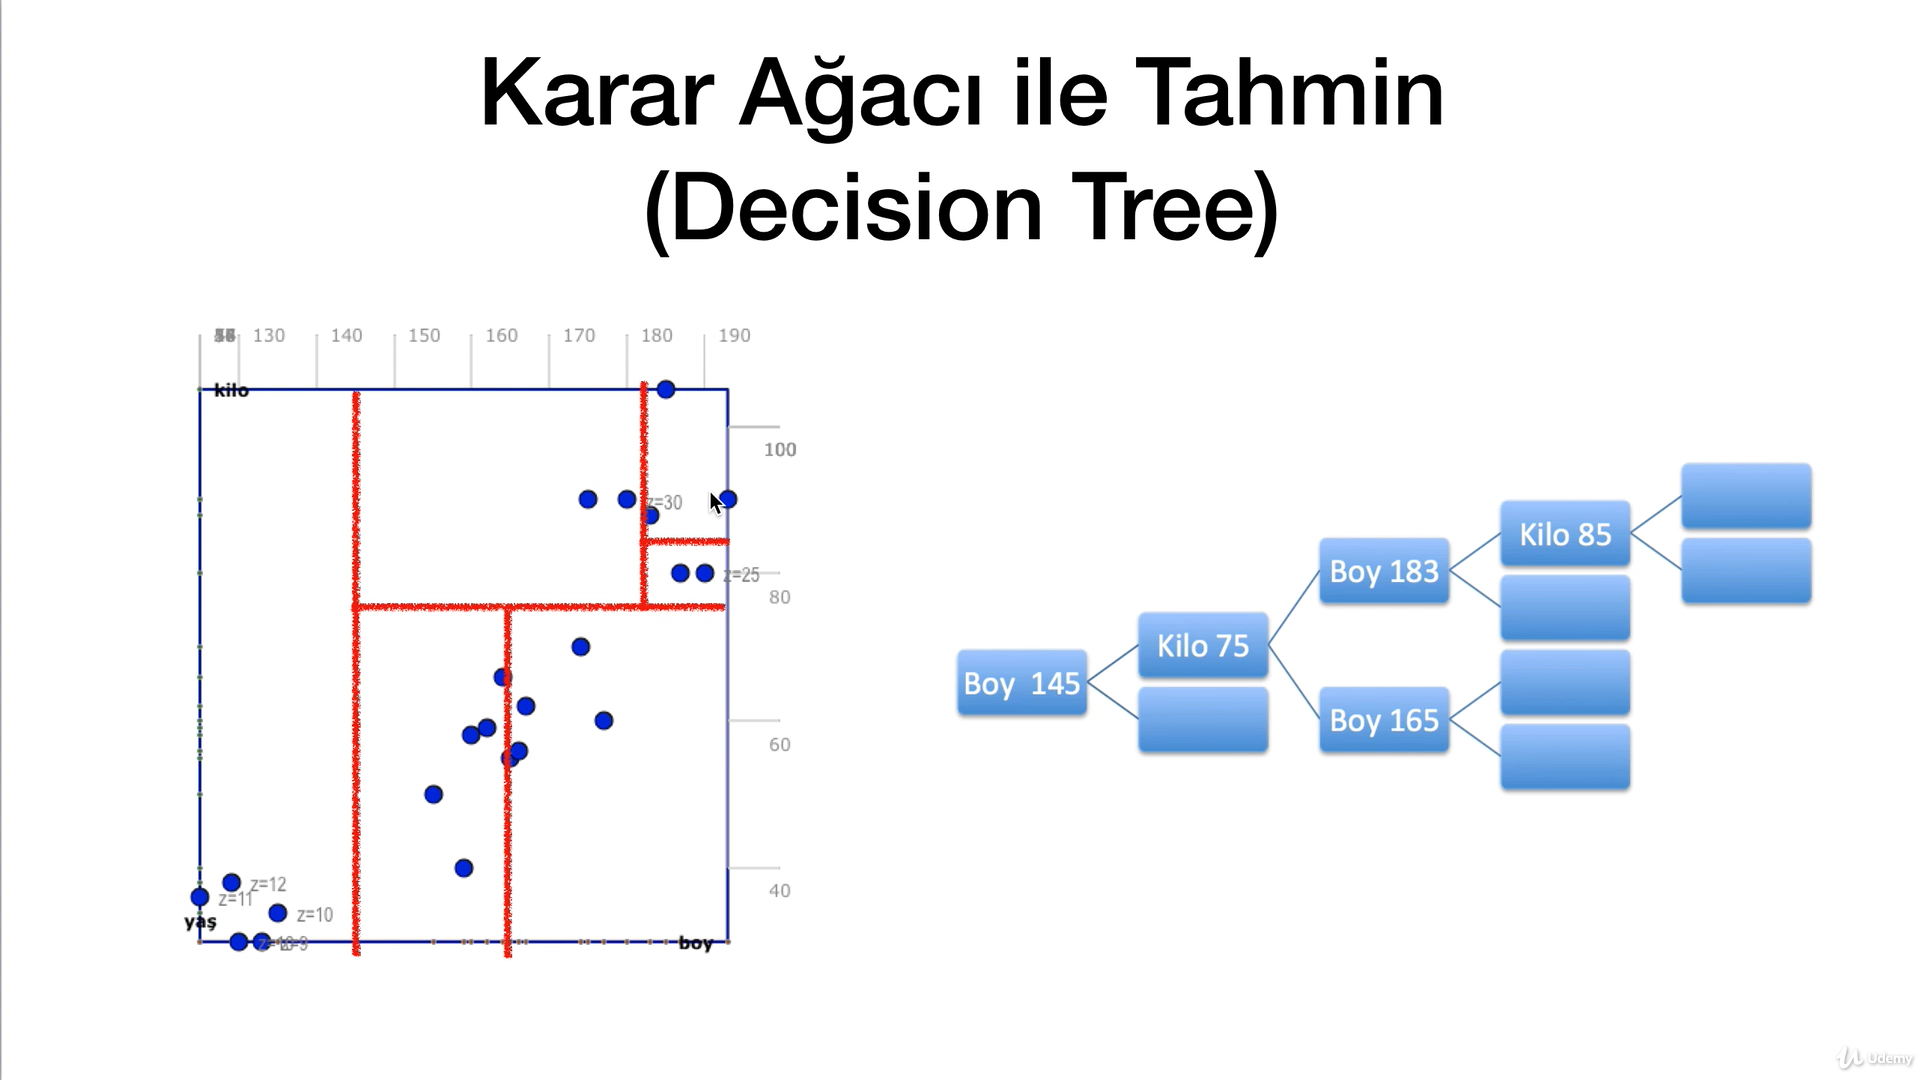 Karar Ağacı ile Tahmin
(Decision Tree)
130 140 150 160 170 180 190
kilo
100
z=30
z=25
80
60
z=12
z=11
40
z=10
yaş
boy
Kilo 85
Boy 183
Kilo 75
Boy 145
Boy 165
Udemy